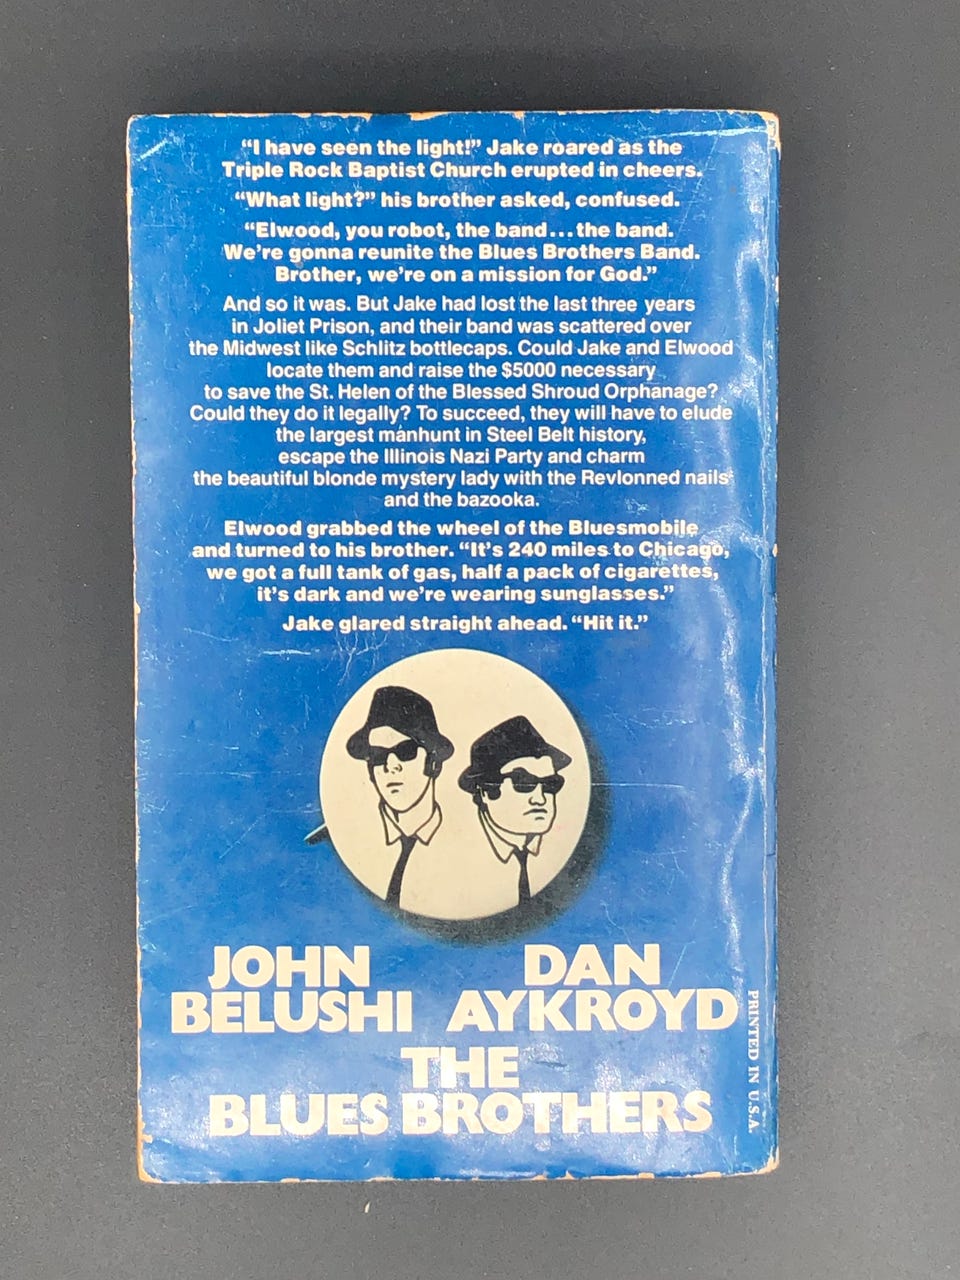 “I have seen the light!” Jake roared as the
Triple Rock Baptist Church erupted in cheers.
“What light?” his brother asked, confused.
“Elwood, you robot, the band...the band.
We’re gonna reunite the Blues Brothers Band.
Brother, we’re on a mission for God.”
And so it was. But Jake had lost the last three years
in Joliet Prison, and their band was scattered over
the Midwest like Schlitz bottlecaps. Could Jake and Elwood
locate them and raise the $5000 necessary
to save the St. Helen of the Blessed Shroud Orphanage?
Could they do it legally? To succeed, they will have to elude
the largest manhunt in Steel Belt history,
escape the Illinois Nazi Party and charm
the beautiful blonde mystery lady with the Revlonned nails
and the bazooka.
Elwood grabbed the wheel of the Bluesmobile
and turned to his brother. “It’s 240 miles to Chicago,
we got a full tank of gas, half a pack of cigarettes,
it’s dark and we’re wearing sunglasses.”
Jake glared straight ahead. “Hit it.”
JOHN
BELUSHI
DAN
AYKROYD
THE
BLUES BROTHERS
PRINTED IN U.S.A.